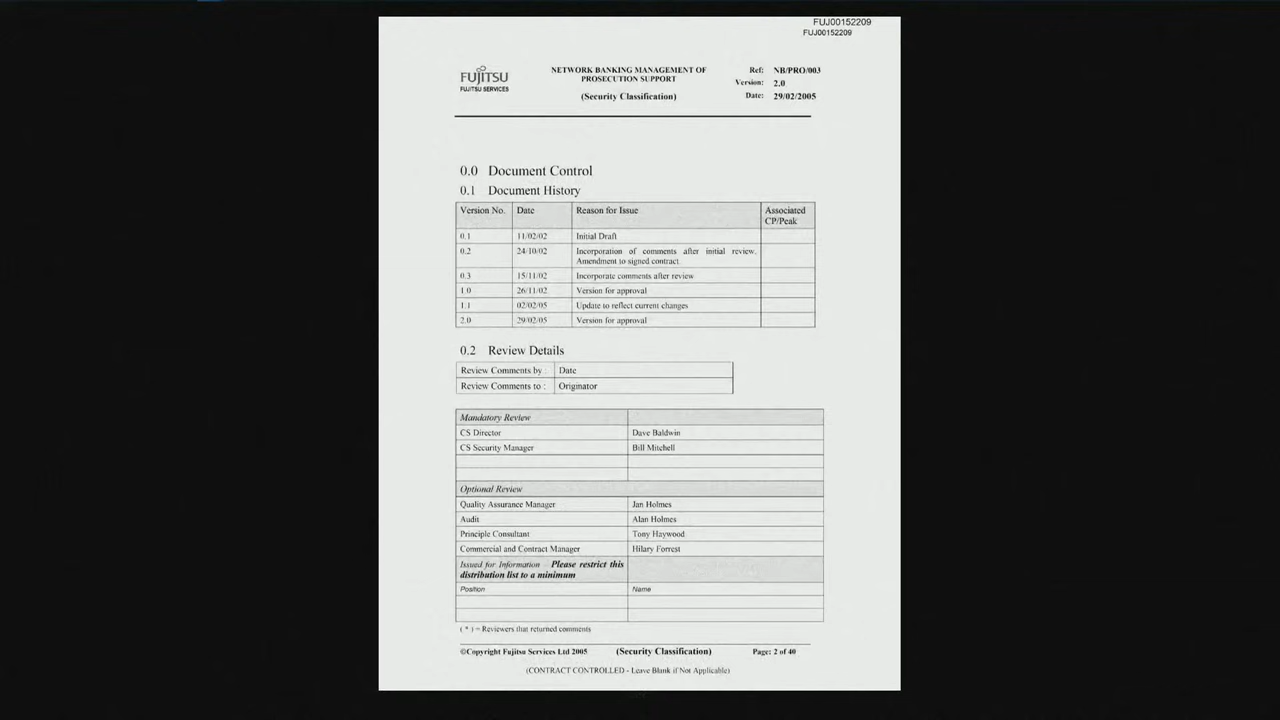 FUJ00152209
FUJ00152209
FUJITSU
FUJITSU SERVICES
NETWORK BANKING MANAGEMENT OF
PROSECUTION SUPPORT
(Security Classification)
Ref: NB/PRO/003
Version: 2.0
Date: 29/02/2005
0.0 Document Control
0.1 Document History
Version No. Date Reason for Issue Associated
CP/Peak
0.1 11/02/02 Initial Draft
0.2 24/10/02 Incorporation of comments after initial review.
Amendment to signed contract
0.3 15/11/02 Incorporate comments after review
1.0 26/11/02 Version for approval
1.1 02/02/05 Update to reflect current changes
2.0 29/02/05 Version for approval
0.2 Review Details
Review Comments by : Date
Review Comments to : Originator
Mandatory Review
CS Director Dave Baldwin
CS Security Manager Bill Mitchell
Optional Review
Quality Assurance Manager Jan Holmes
Audit Alan Holmes
Principle Consultant Tony Haywood
Commercial and Contract Manager Hilary Forrest
Issued for Information Please restrict this
distribution list to a minimum
Position Name
( * ) = Reviewers that returned comments
©Copyright Fujitsu Services Ltd 2005 (Security Classification) Page: 2 of 40
(CONTRACT CONTROLLED - Leave Blank if Not Applicable)